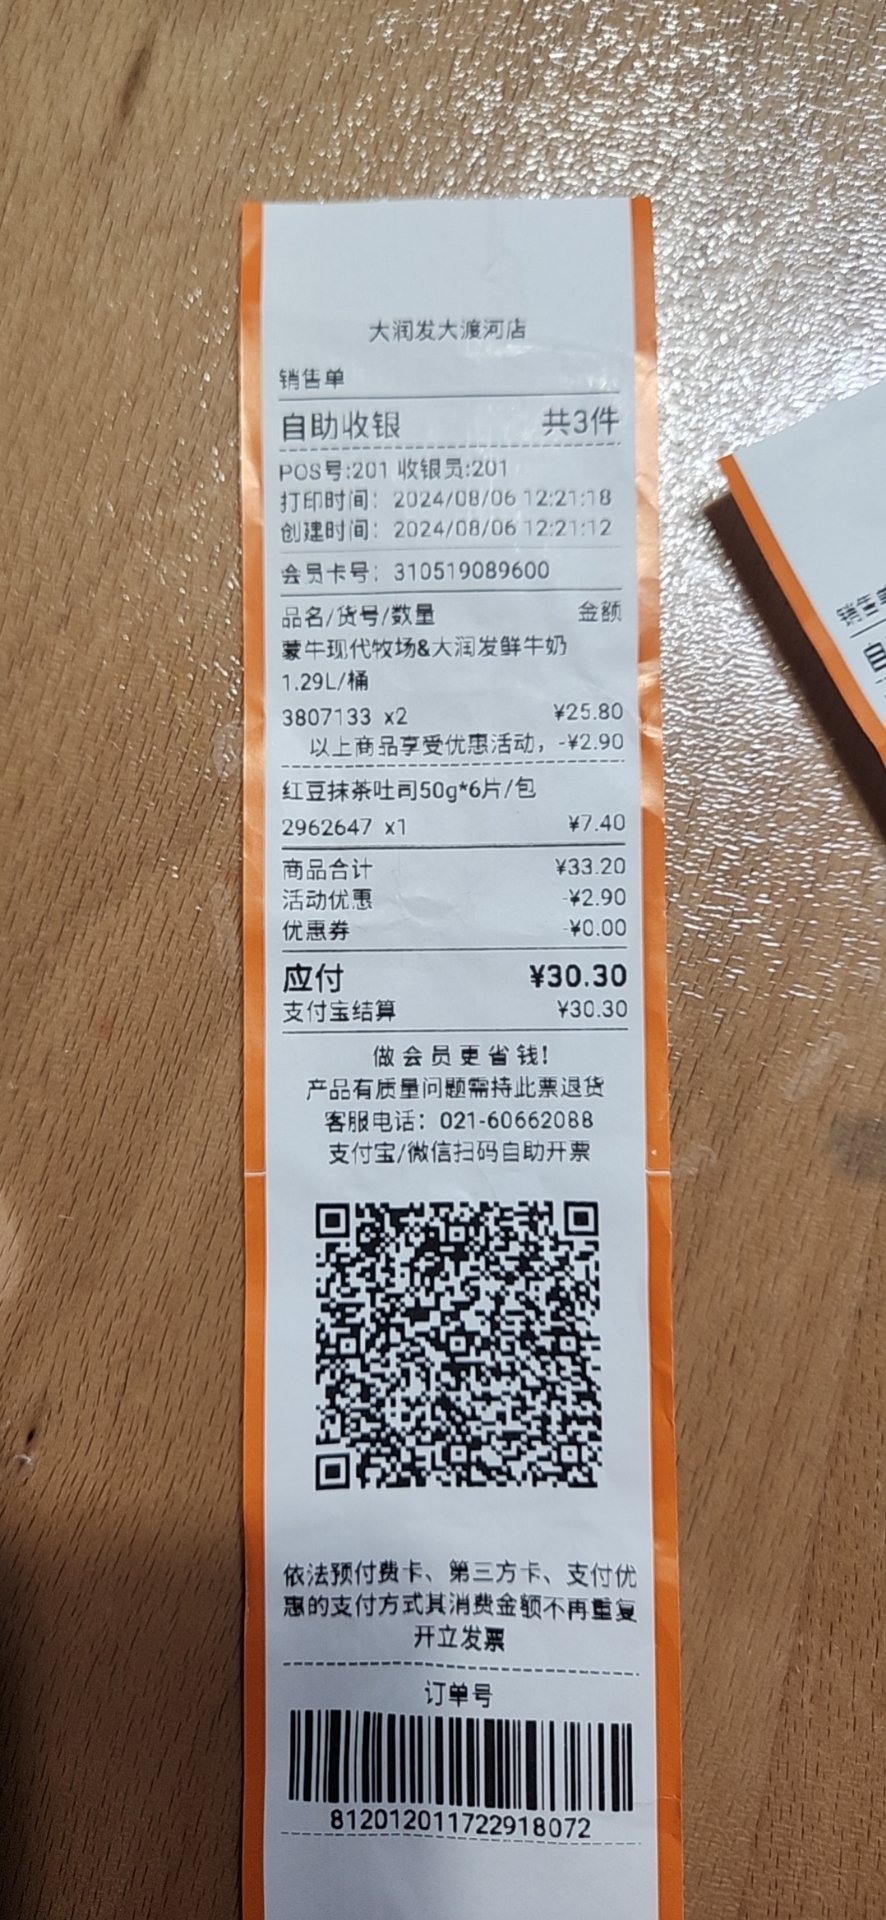 大润发大渡河店
销售单
自助收银 共3件
POS号:201 收银员:201
打印时间: 2024/08/06 12:21:18
创建时间: 2024/08/06 12:21:12
会员卡号: 310519089600
品名/货号/数量 金额
蒙牛现代牧场&大润发鲜牛奶
1.29L/桶
3807133 x2 ¥25.80
以上商品享受优惠活动, -¥2.90
红豆抹茶吐司50g*6片/包
2962647 x1 ¥7.40
商品合计 ¥33.20
活动优惠 -¥2.90
优惠券 -¥0.00
应付 ¥30.30
支付宝结算 ¥30.30
做会员更省钱!
产品有质量问题需持此票退货
客服电话: 021-60662088
支付宝/微信扫码自助开票
依法预付费卡、第三方卡、支付优
惠的支付方式其消费金额不再重复
开立发票
订单号
812012011722918072